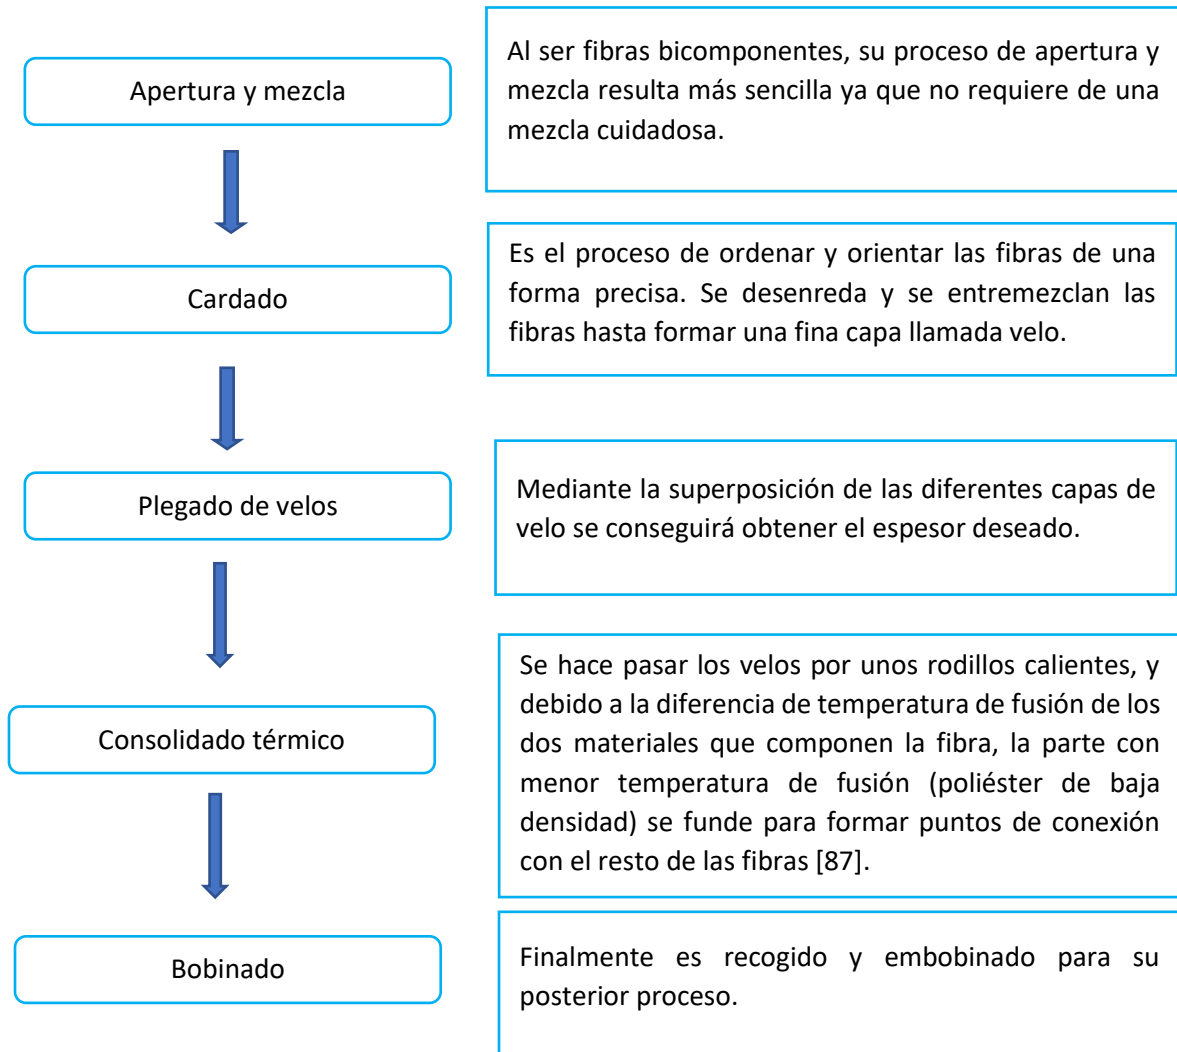 Apertura y mezcla
Al ser fibras bicomponentes, su proceso de apertura y
mezcla resulta más sencilla ya que no requiere de una
mezcla cuidadosa.
Cardado
Es el proceso de ordenar y orientar las fibras de una
forma precisa. Se desenreda y se entremezclan las
fibras hasta formar una fina capa llamada velo.
Plegado de velos
Mediante la superposición de las diferentes capas de
velo se conseguirá obtener el espesor deseado.
Consolidado térmico
Se hace pasar los velos por unos rodillos calientes, y
debido a la diferencia de temperatura de fusión de los
dos materiales que componen la fibra, la parte con
menor temperatura de fusión (poliéster de baja
densidad) se funde para formar puntos de conexión
con el resto de las fibras [87].
Bobinado
Finalmente es recogido y embobinado para su
posterior proceso.